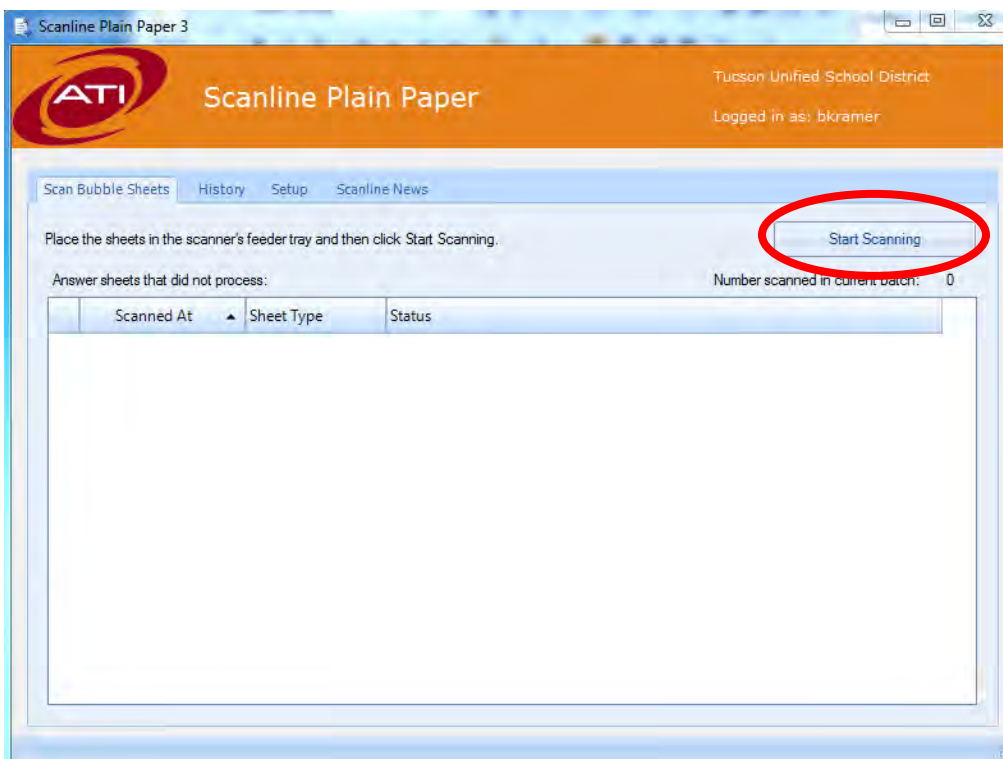 Scanline Plain Paper 3
ATI
Scanline Plain Paper
Tucson Unified School District
Logged in as: bkramer
Scan Bubble Sheets History Setup Scanline News
Place the sheets in the scanner's feeder tray and then click Start Scanning.
Start Scanning
Answer sheets that did not process:
Number scanned in current batch: 0
Scanned At Sheet Type Status